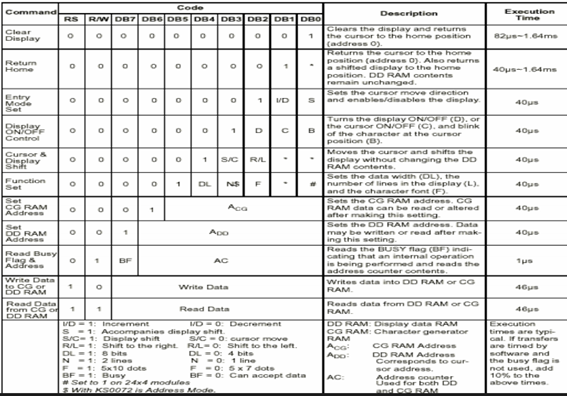 Command Code Description Execution Time
RS R/W DB7 DB6 DB5 DB4 DB3 DB2 DB1 DB0
Clear Display 0 0 0 0 0 0 0 0 0 1 Clears the display and returns the cursor to the home position (address 0). 82µs~1.64ms
Return Home 0 0 0 0 0 0 0 0 1 * Returns the cursor to the home position (address 0). Also returns a shifted display to the home position. DD RAM contents remain unchanged. 40µs~1.6ms
Entry Mode Set 0 0 0 0 0 0 0 1 I/D S Sets the cursor move direction and enables/disables the display. 40µs
Display ON/OFF Control 0 0 0 0 0 0 1 D C B Turns the display ON/OFF (D), or the cursor ON/OFF (C), and blink of the character at the cursor position (B). 40µs
Cursor & Display Shift 0 0 0 0 0 1 S/C R/L * * Moves the cursor and shifts the display without changing the DD RAM contents. 40µs
Function Set 0 0 0 0 1 DL N$ F * # Sets the data width (DL), the number of lines in the display (L), and the character font (F). 40µs
Set CG RAM Address 0 0 0 1 ACG Sets the CG RAM address. CG RAM data can be read or altered after making this setting. 40µs
Set DD RAM Address 0 0 1 ADD Sets the DD RAM address. Data may be written or read after making this setting. 40µs
Read Busy Flag & Address 0 1 BF AC Reads the BUSY flag (BF) indicating that an internal operation is being performed and reads the address counter contents. 1µs
Write Data to CG or DD RAM 1 0 Write Data Writes data into DD RAM or CG RAM. 46µs
Read Data from CG or DD RAM 1 1 Read Data Reads data from DD RAM or CG RAM. 46µs
I/D = 1: Increment I/D = 0: Decrement
S = 1: Accompanies display shift.
S/C= 1: Display shift S/C = 0: cursor move
R/L= 1: Shift to the right. R/L= 0: Shift to the left.
DL = 1: 8 bits DL = 0: 4 bits
N = 1: 2 lines N = 0: 1 line
F = 1: 5x10 dots F = 0: 5 x 7 dots
BF = 1: Busy BF = 0: Can accept data
# Set to 1 on 24x4 modules
$ With KS0072 is Address Mode.
DD RAM: Display data RAM
CG RAM: Character generator RAM
ACG: CG RAM Address
ADD: DD RAM Address
Corresponds to cursor address.
AC: Address counter
Used for both DD and CG RAM
Execution times are typical. If transfers are timed by software and the busy flag is not used, add 10% to the above times.